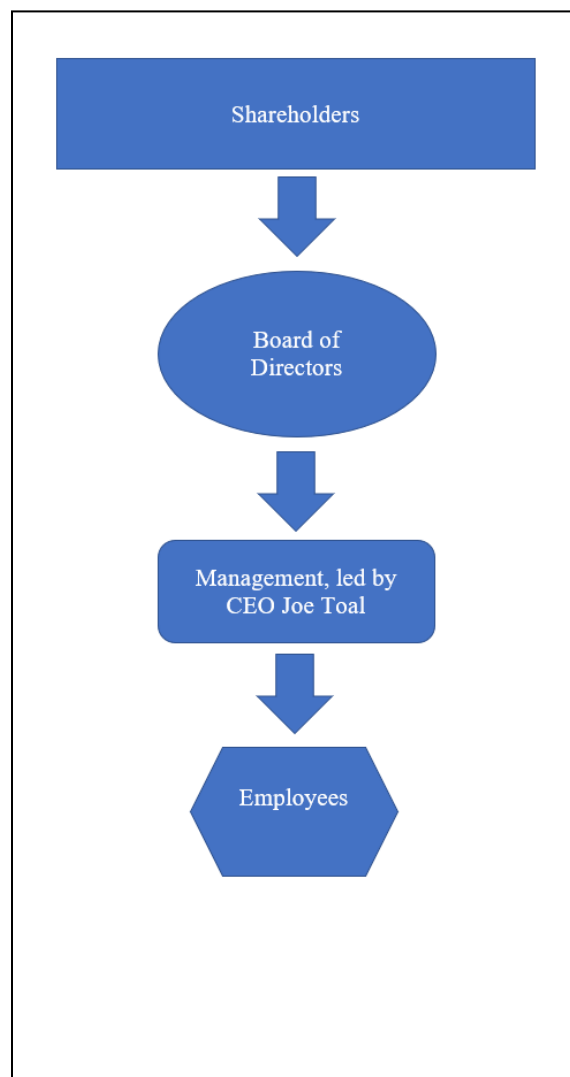 Shareholders
Board of
Directors
Management, led by
CEO Joe Toal
Employees